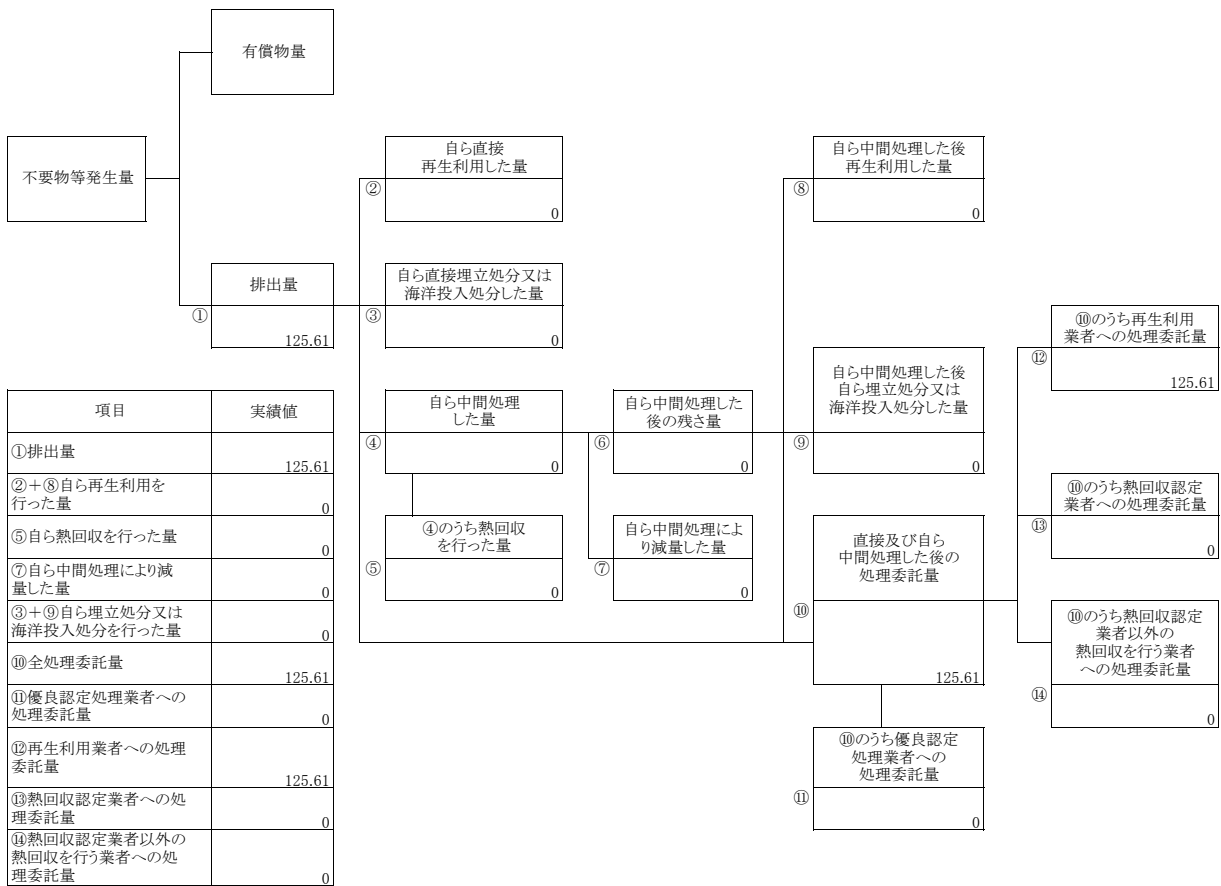 有償物量
不要物等発生量
自ら直接
再生利用した量
②
0
自ら中間処理した後
再生利用した量
⑧
0
排出量
①
125.61
自ら直接埋立処分又は
海洋投入処分した量
③
0
⑩のうち再生利用
業者への処理委託量
⑫
125.61
自ら中間処理
した量
④
0
自ら中間処理した
後の残さ量
⑥
0
自ら中間処理した後
自ら埋立処分又は
海洋投入処分した量
⑨
0
⑩のうち熱回収認定
業者への処理委託量
⑬
0
④のうち熱回収
を行った量
⑤
0
自ら中間処理によ
り減量した量
⑦
0
直接及び自ら
中間処理した後の
処理委託量
⑩
125.61
⑩のうち熱回収認定
業者以外の
熱回収を行う業者
への処理委託量
⑭
0
⑩のうち優良認定
処理業者への
処理委託量
⑪
0
項目 実績値
①排出量
125.61
②＋⑧自ら再生利用を
行った量
0
⑤自ら熱回収を行った量
0
⑦自ら中間処理により減
量した量
0
③＋⑨自ら埋立処分又は
海洋投入処分を行った量
0
⑩全処理委託量
125.61
⑪優良認定処理業者への
処理委託量
0
⑫再生利用業者への処理
委託量
125.61
⑬熱回収認定業者への処
理委託量
0
⑭熱回収認定業者以外の
熱回収を行う業者への処
理委託量
0